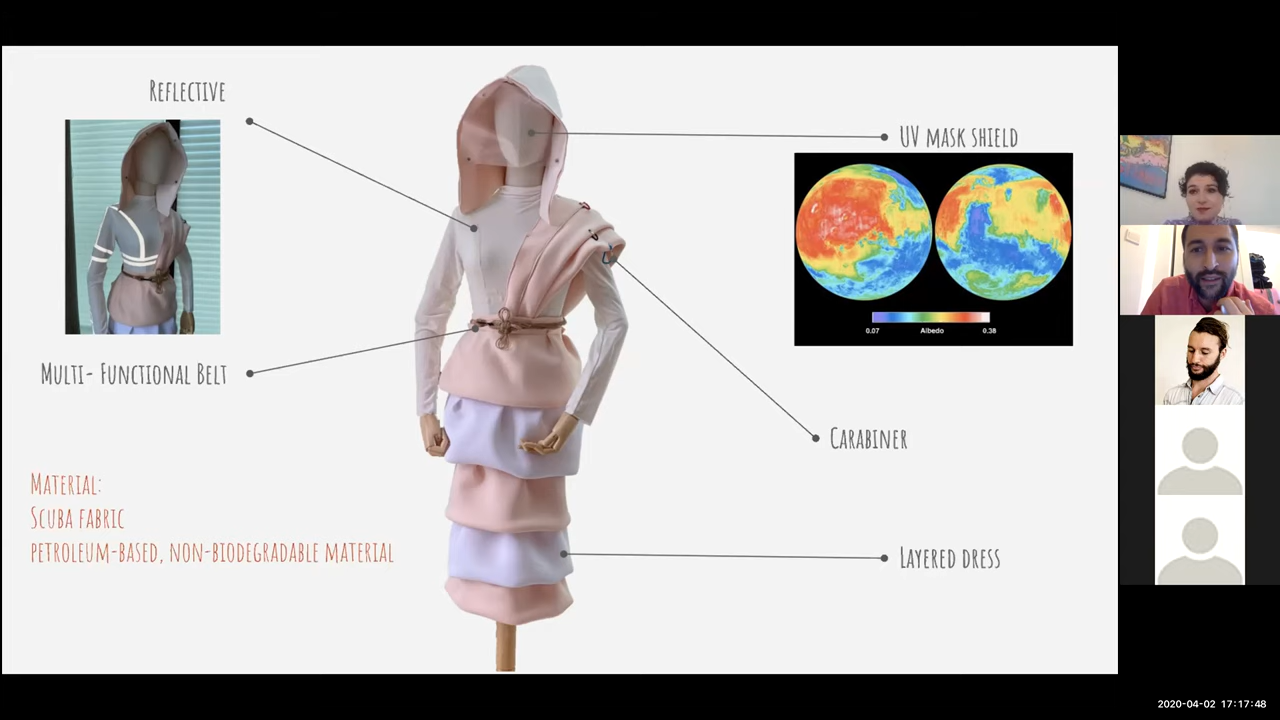 Reflective
UV mask shield
0.07 Albedo 0.38
Multi- Functional Belt
Carabiner
Material:
Scuba fabric
petroleum-based, non-biodegradable material
Layered dress
2020-04-02 17:17:48